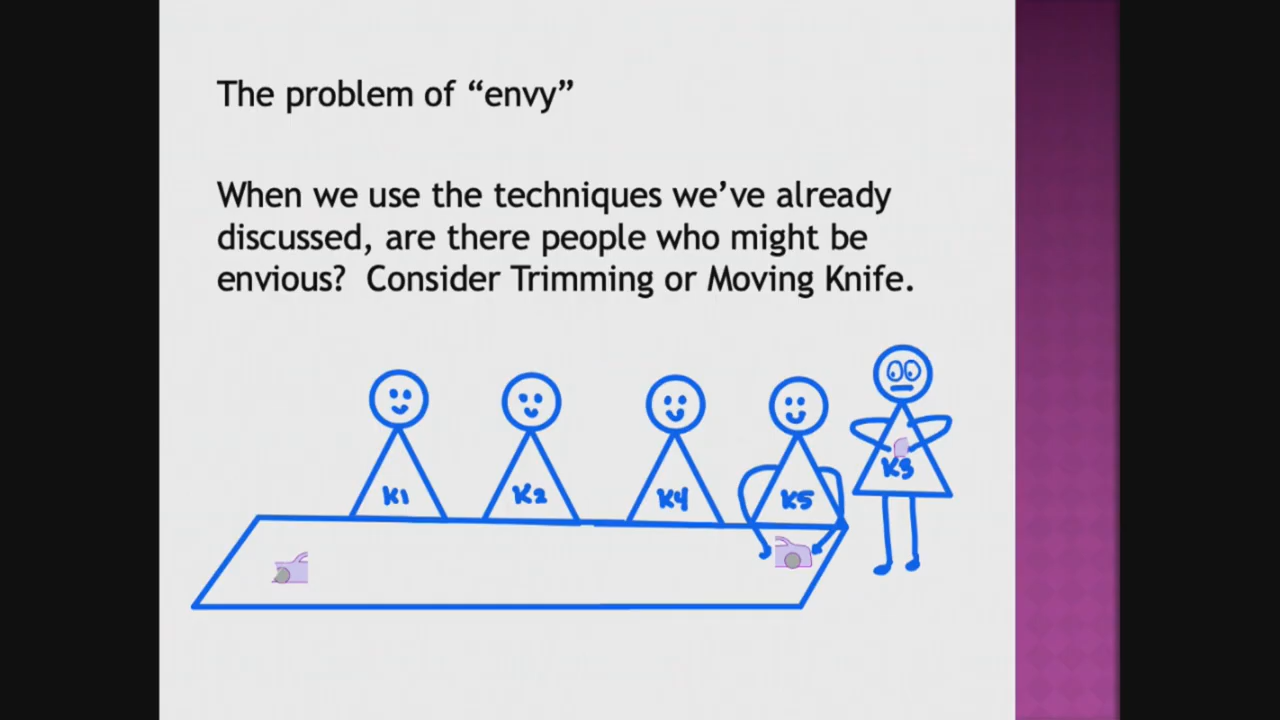 The problem of “envy”
When we use the techniques we’ve already
discussed, are there people who might be
envious?  Consider Trimming or Moving Knife.
K1
K2
K4
K5
K3